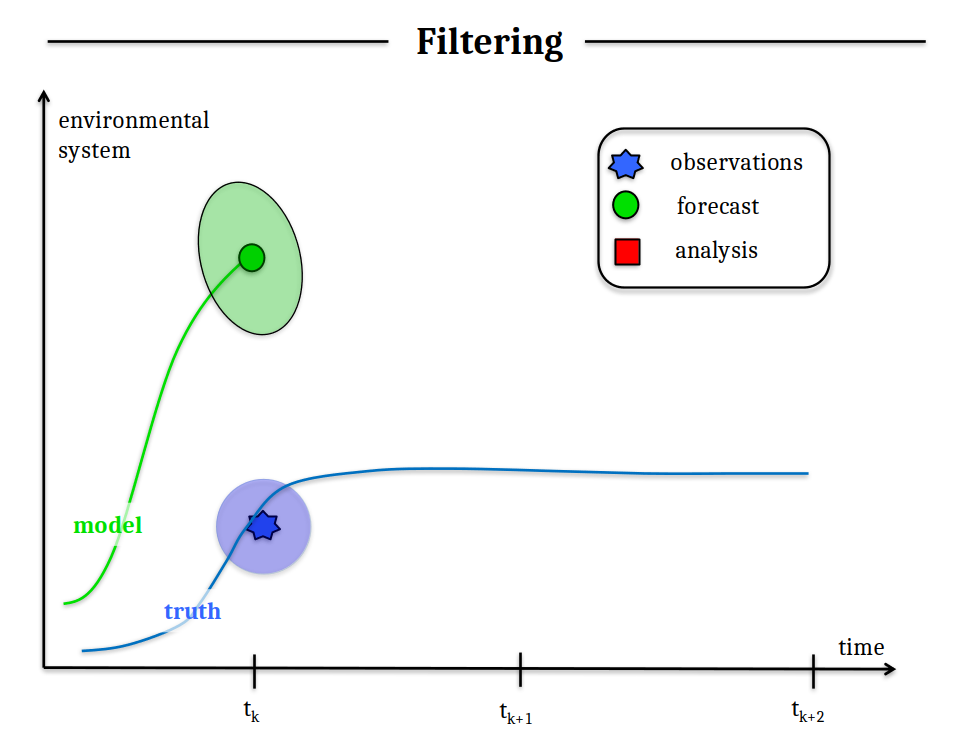 Filtering
environmental
system
observations
forecast
analysis
model
truth
time
tk
tk+1
tk+2